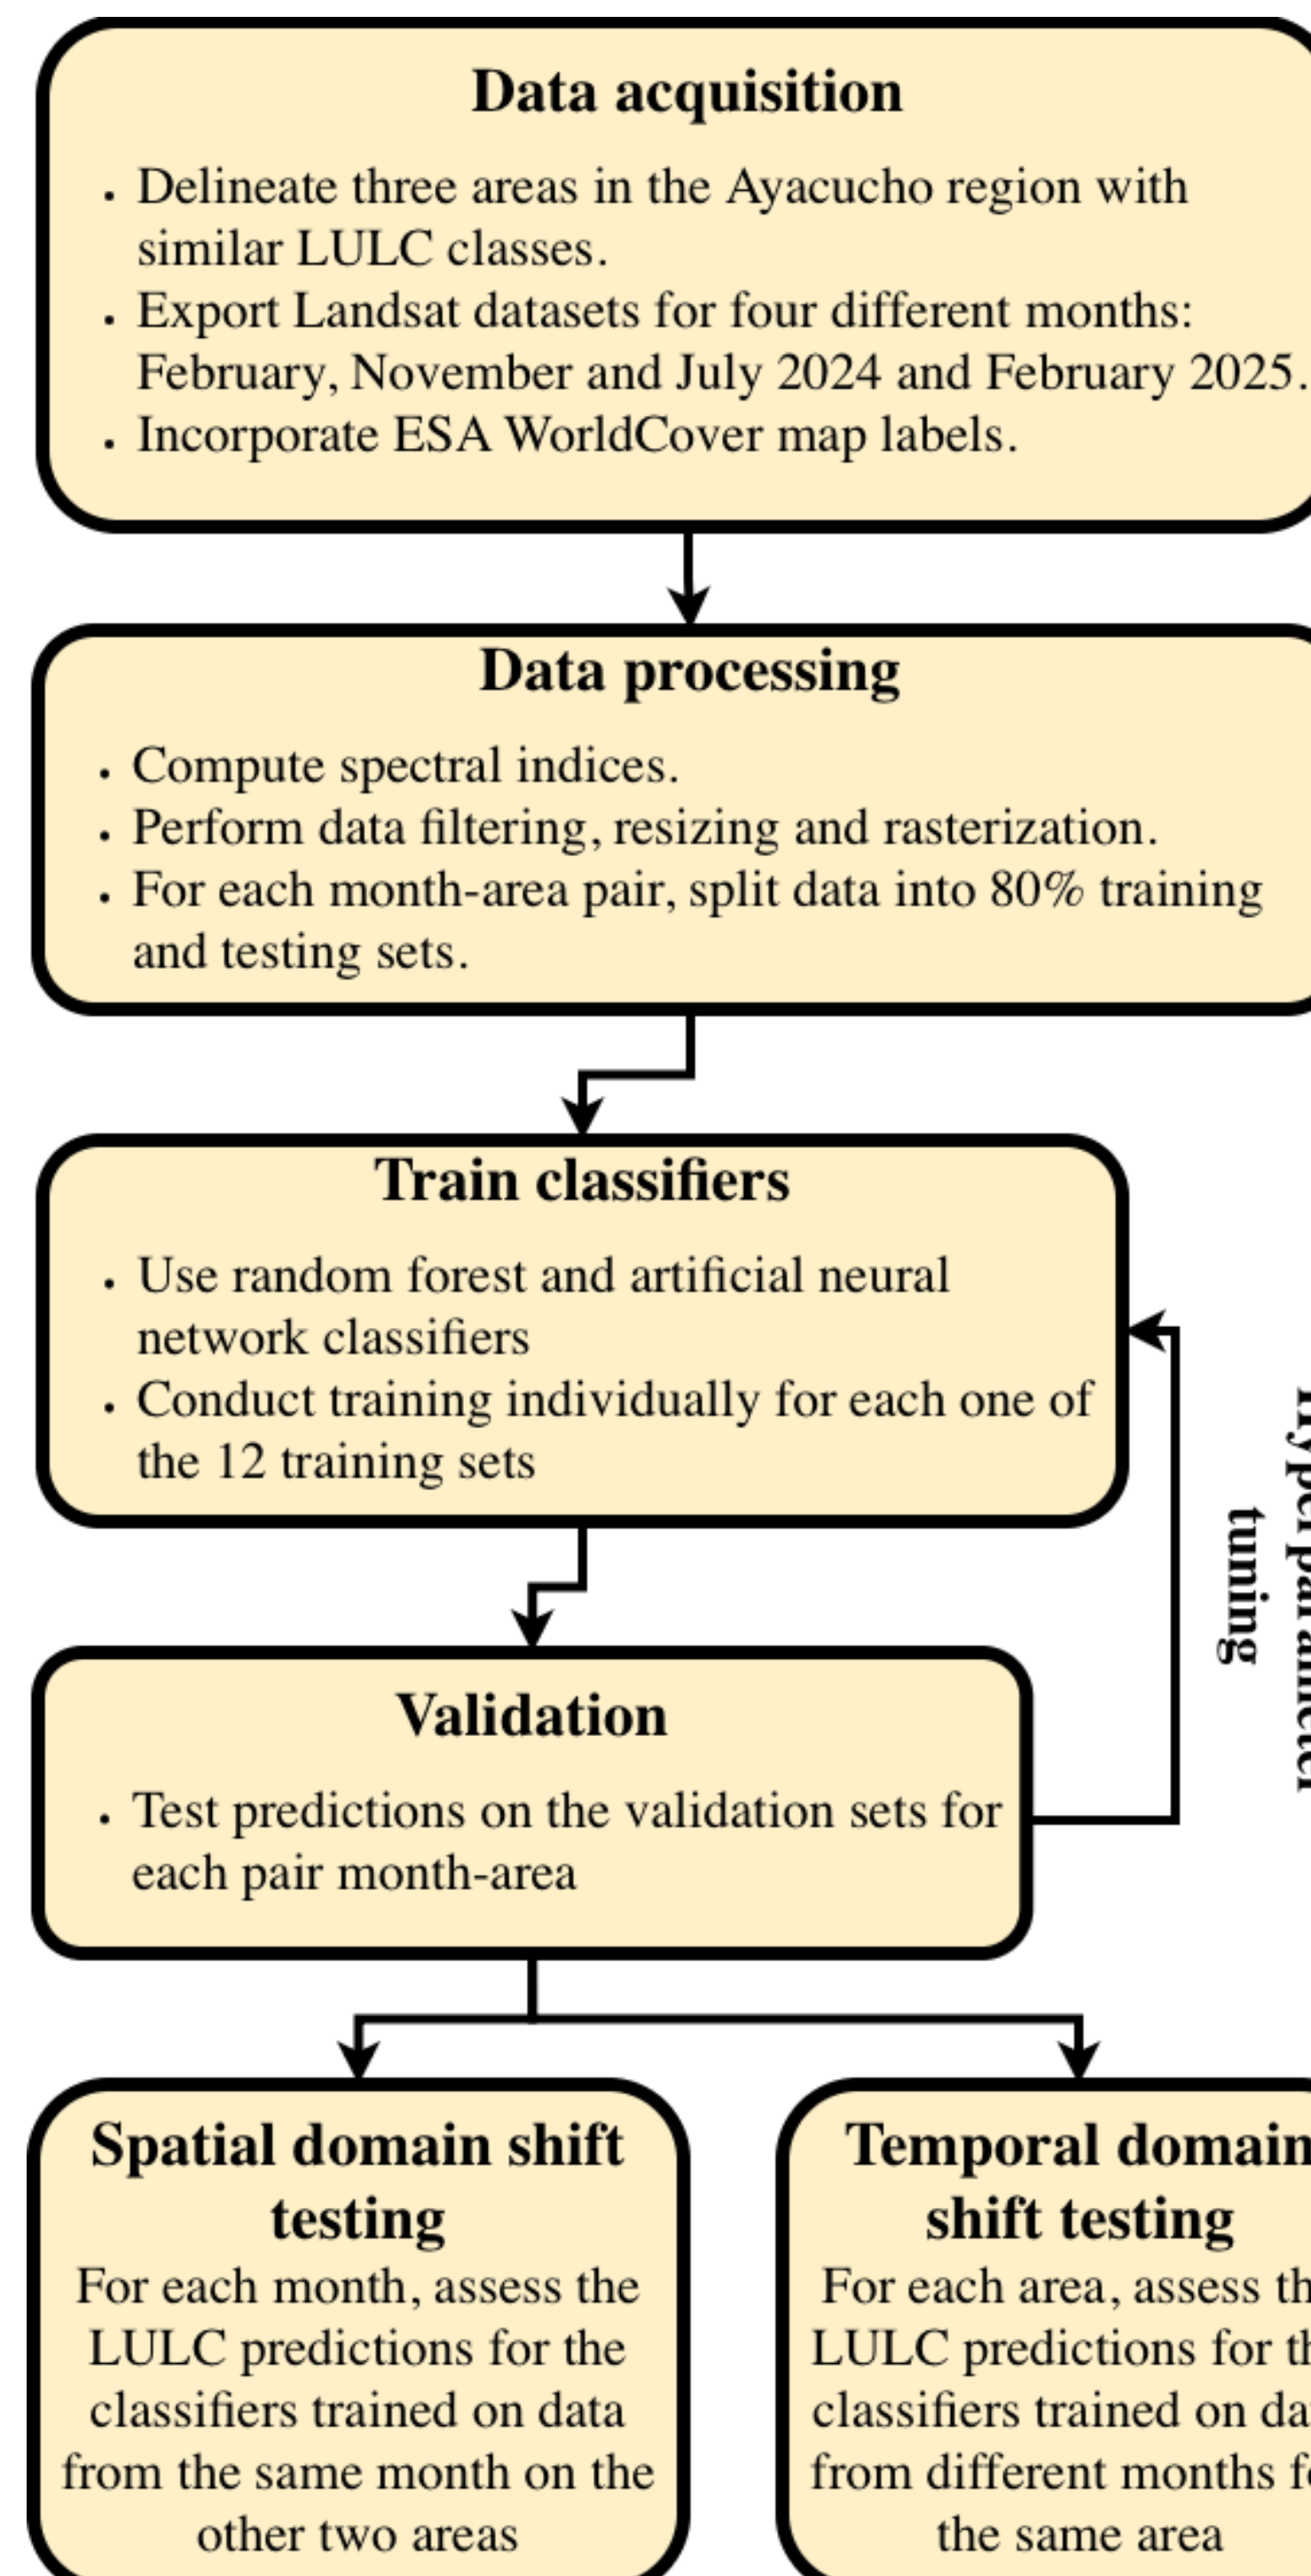 Data acquisition
. Delineate three areas in the Ayacucho region with
similar LULC classes.
. Export Landsat datasets for four different months:
February, November and July 2024 and February 2025.
. Incorporate ESA WorldCover map labels.
Data processing
. Compute spectral indices.
. Perform data filtering, resizing and rasterization.
. For each month-area pair, split data into 80% training
and testing sets.
Train classifiers
. Use random forest and artificial neural
network classifiers
. Conduct training individually for each one of
the 12 training sets
Hyperparameter
tuning
Validation
. Test predictions on the validation sets for
each pair month-area
Spatial domain shift
testing
For each month, assess the
LULC predictions for the
classifiers trained on data
from the same month on the
other two areas
Temporal domain
shift testing
For each area, assess
LULC predictions for
classifiers trained on
from different months
the same area